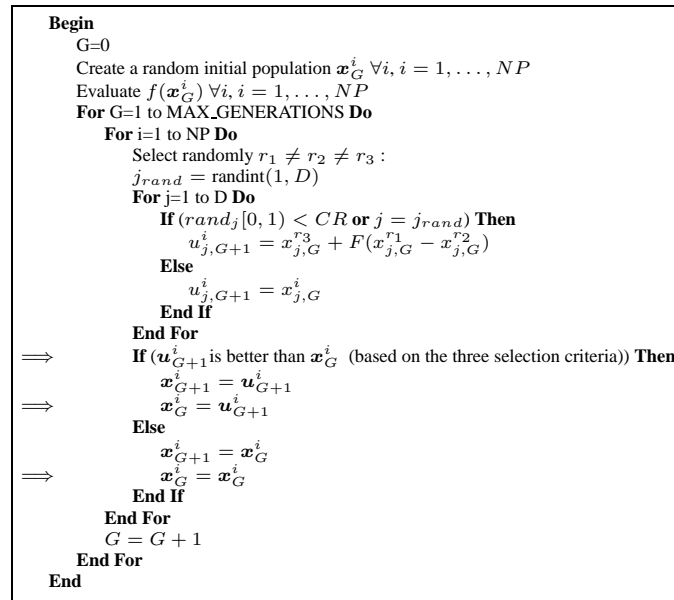 Begin
G=0
Create a random initial population x^i_G ∀i, i = 1, . . . , NP
Evaluate f(x^i_G) ∀i, i = 1, . . . , NP
For G=1 to MAX_GENERATIONS Do
For i=1 to NP Do
Select randomly r_1 ≠ r_2 ≠ r_3 :
j_rand = randint(1, D)
For j=1 to D Do
If (rand_j[0, 1) < CR or j = j_rand) Then
u^i_{j,G+1} = x^{r3}_{j,G} + F(x^{r1}_{j,G} − x^{r2}_{j,G})
Else
u^i_{j,G+1} = x^i_{j,G}
End If
End For
⟹ If (u^i_{G+1} is better than x^i_G (based on the three selection criteria)) Then
x^i_{G+1} = u^i_{G+1}
⟹ x^i_G = u^i_{G+1}
Else
x^i_{G+1} = x^i_G
⟹ x^i_G = x^i_G
End If
End For
G = G + 1
End For
End